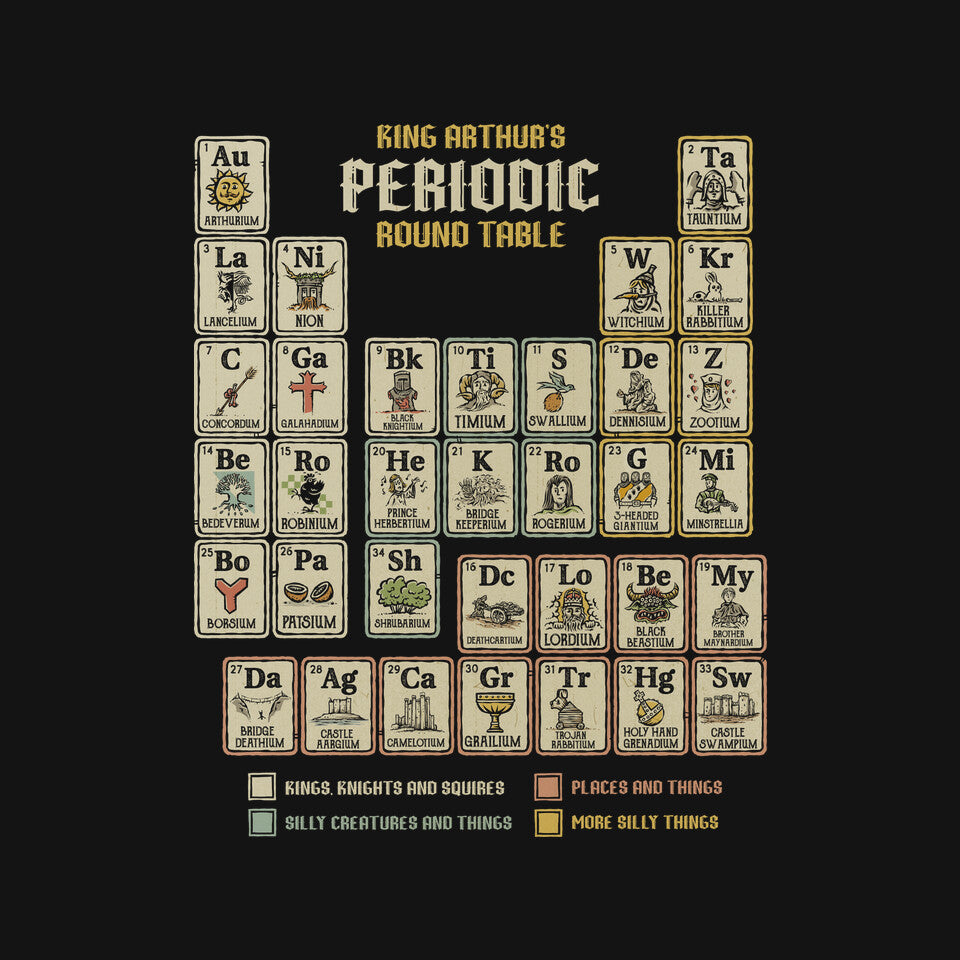 KING ARTHUR'S
PERIODIC
ROUND TABLE
1
Au
ARTHURIUM
2
Ta
TAUNTIUM
3
La
LANCELIUM
4
Ni
NION
5
W
WITCHIUM
6
Kr
KILLER
RABBITIUM
7
C
CONCORDUM
8
Ga
GALAHADIUM
9
Bk
BLACK
KNIGHTIUM
10
Ti
TIMIUM
11
S
SWALLIUM
12
De
DENNISIUM
13
Z
ZOOTIUM
14
Be
BEDEVERUM
15
Ro
ROBINIUM
20
He
PRINCE
HERBERTIUM
21
K
BRIDGE
KEEPERIUM
22
Ro
ROGERIUM
23
G
3-HEADED
GIANTIUM
24
Mi
MINSTRELLIA
25
Bo
BORSIUM
26
Pa
PATSIUM
34
Sh
SHRUBARIUM
16
Dc
DEATHCARTIUM
17
Lo
LORDIUM
18
Be
BLACK
BEASTIUM
19
My
BROTHER
MAYNARDIUM
27
Da
BRIDGE
DEATHIUM
28
Ag
CASTLE
AARGIUM
29
Ca
CAMELOTIUM
30
Gr
GRAILIUM
31
Tr
TROJAN
RABBITIUM
32
Hg
HOLY HAND
GRENADIUM
33
Sw
CASTLE
SWAMPIUM
KINGS, KNIGHTS AND SQUIRES
PLACES AND THINGS
SILLY CREATURES AND THINGS
MORE SILLY THINGS